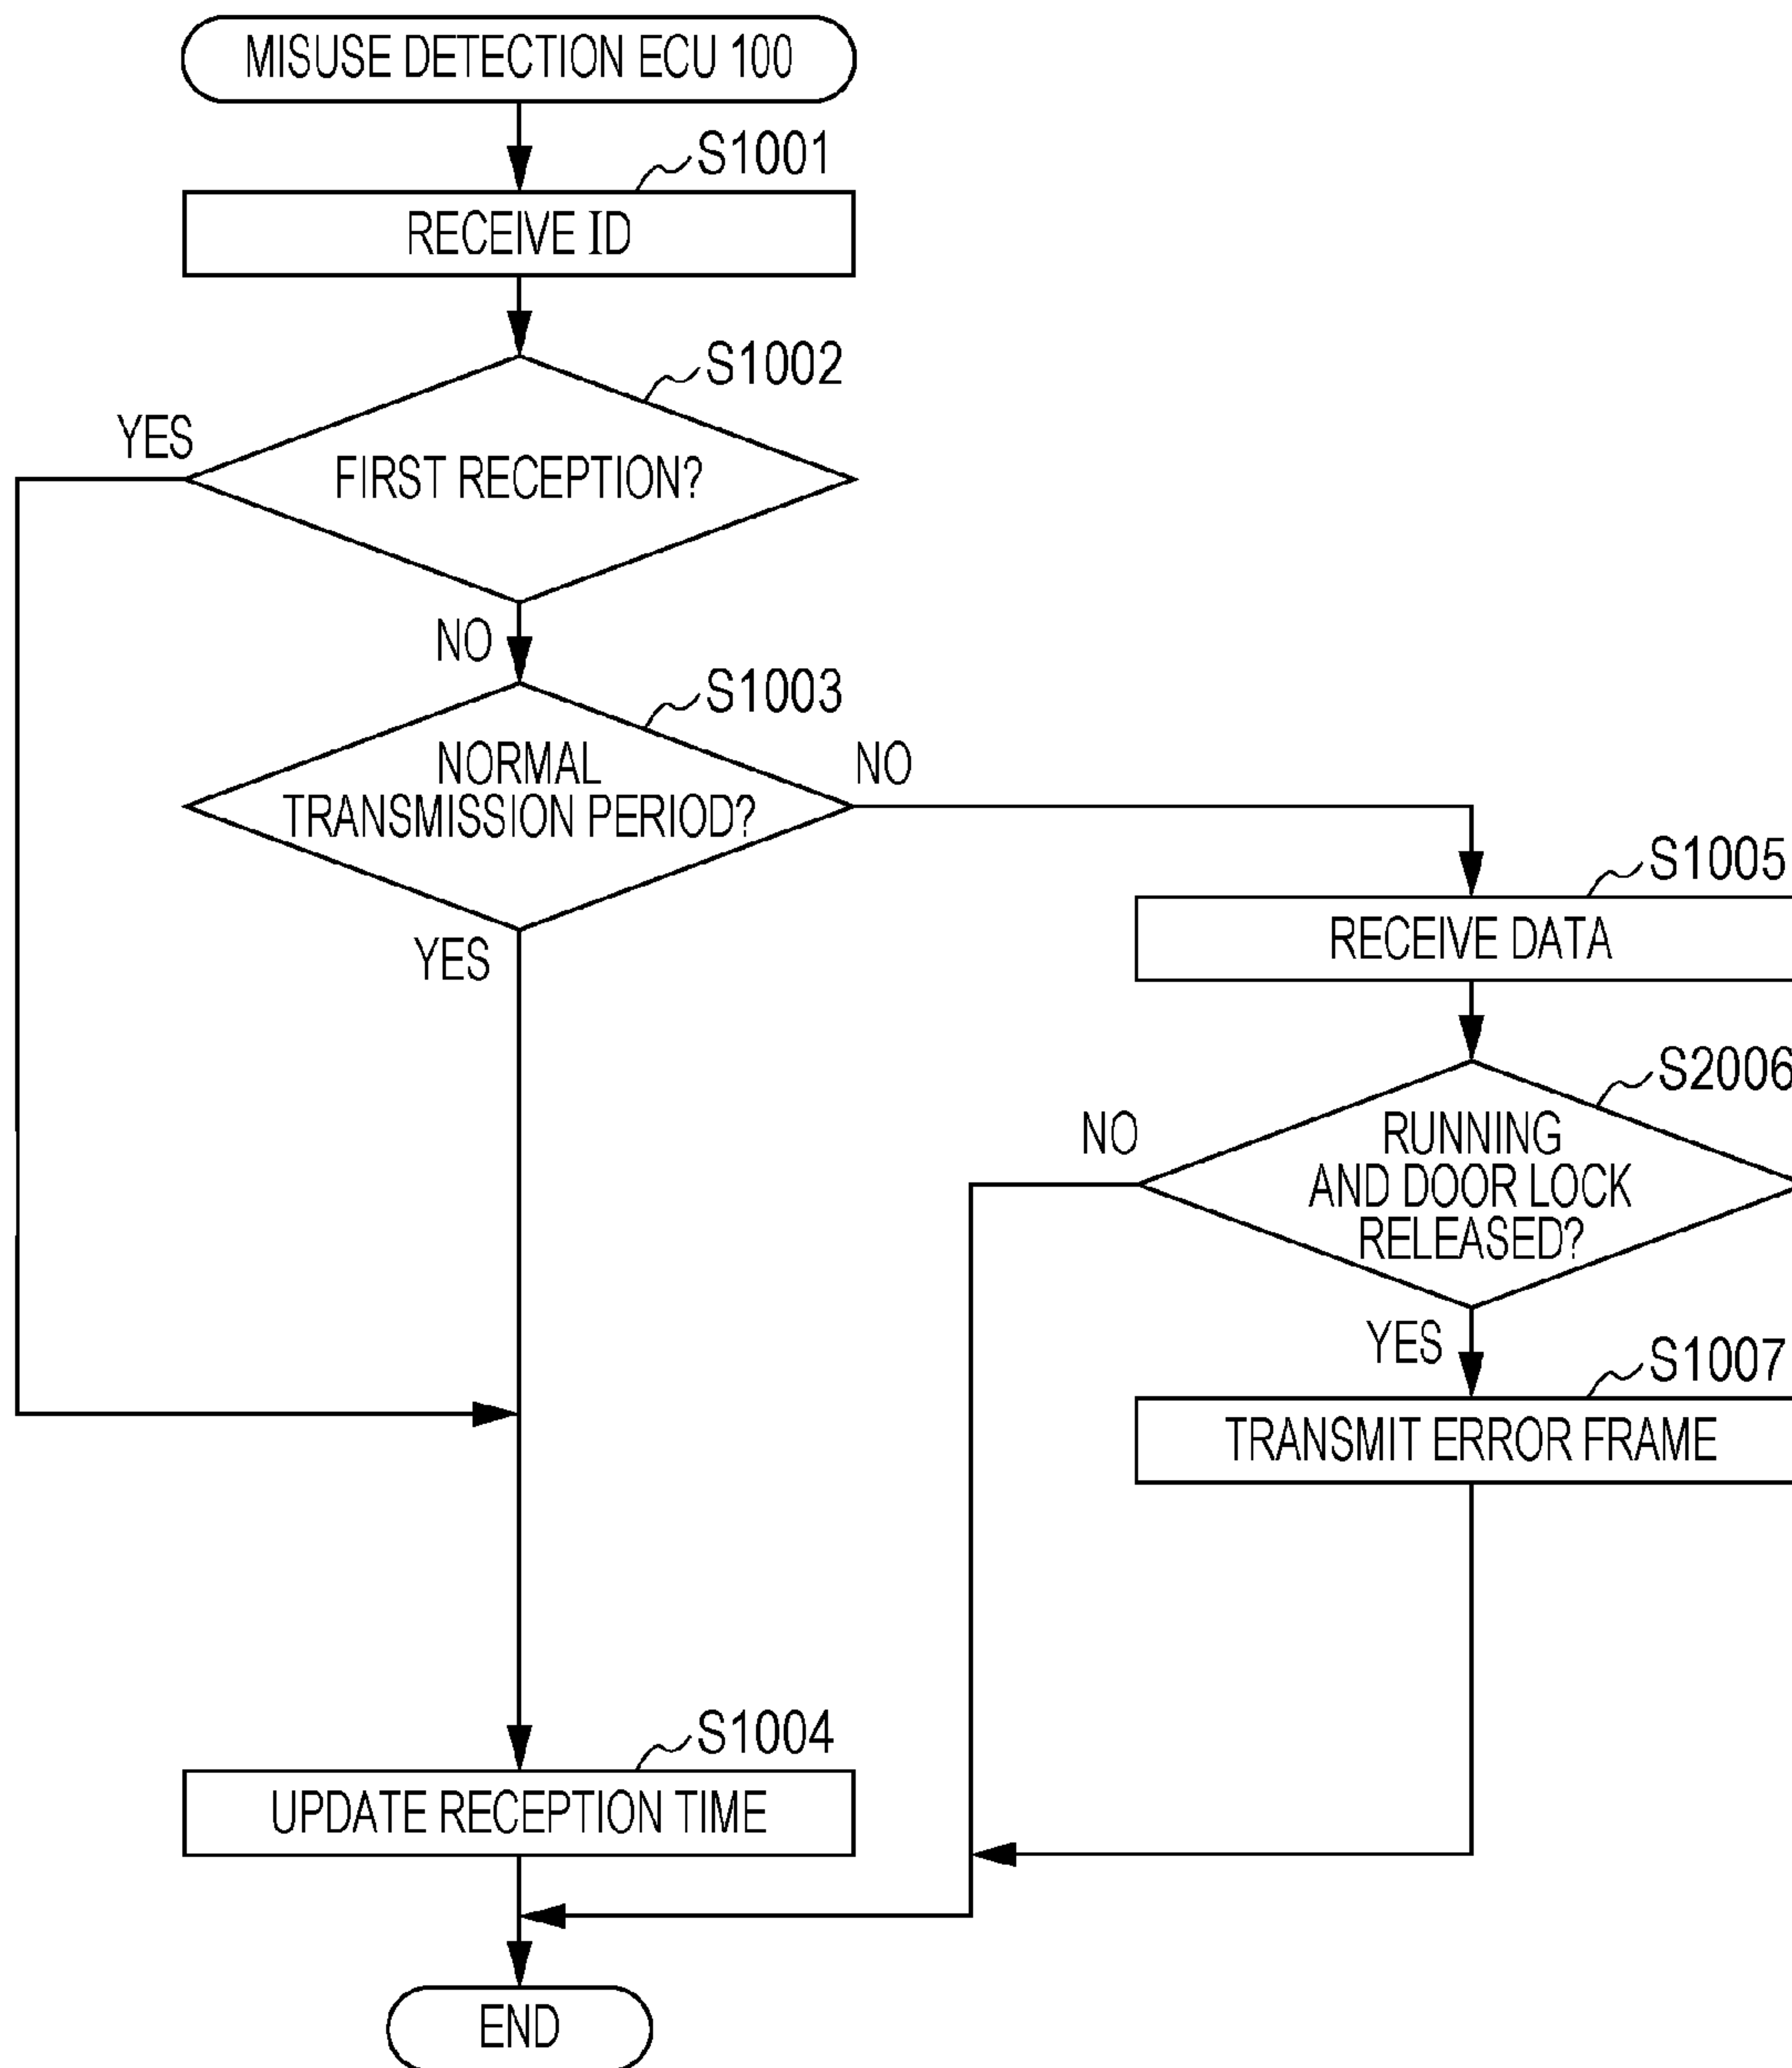 MISUSE DETECTION ECU 100
S1001
RECEIVE ID
S1002
YES
FIRST RECEPTION?
NO
S1003
NORMAL
TRANSMISSION PERIOD?
NO
YES
S1005
RECEIVE DATA
S2006
NO
RUNNING
AND DOOR LOCK
RELEASED?
YES
S1007
TRANSMIT ERROR FRAME
S1004
UPDATE RECEPTION TIME
END